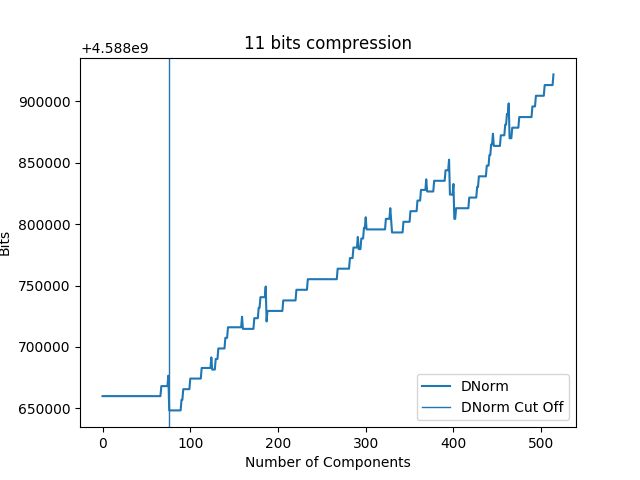 11 bits compression
+4.588e9
900000
850000
800000
750000
700000
650000
Bits
0 100 200 300 400 500
Number of Components
DNorm
DNorm Cut Off